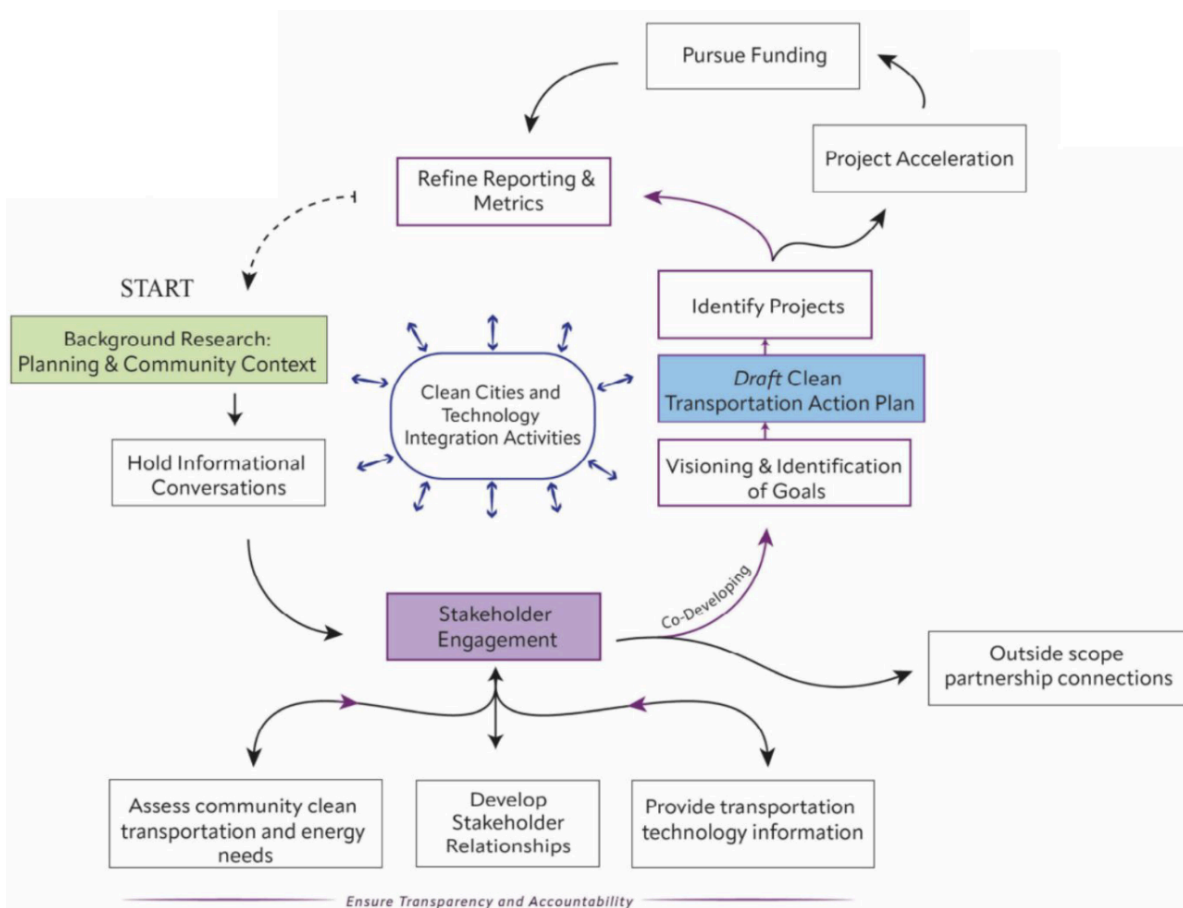 Pursue Funding
Project Acceleration
Refine Reporting &
Metrics
START
Background Research:
Planning & Community Context
Identify Projects
Clean Cities and
Technology
Integration Activities
Draft Clean
Transportation Action Plan
Hold Informational
Conversations
Visioning & Identification
of Goals
Co-Developing
Stakeholder
Engagement
Outside scope
partnership connections
Assess community clean
transportation and energy
needs
Develop
Stakeholder
Relationships
Provide transportation
technology information
Ensure Transparency and Accountability